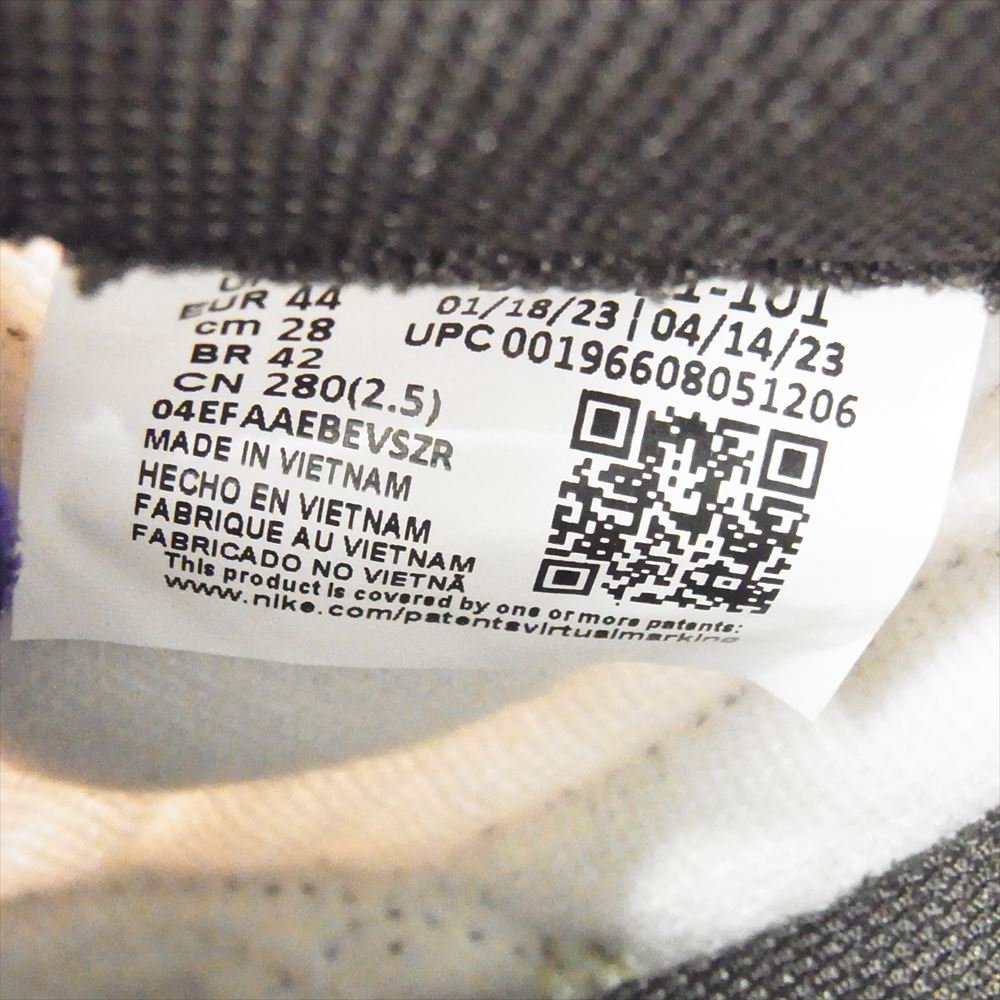 EUR 44
cm 28
BR 42
CN 280(2.5)
04EFAAEBEVSZR
MADE IN VIETNAM
HECHO EN VIETNAM
FABRIQUE AU VIETNAM
FABRICADO NO VIETNÃ
-101
01/18/23 | 04/14/23
UPC 00196608051206
This product is covered by one or more patents:
www.nike.com/patentsvirtualmarking